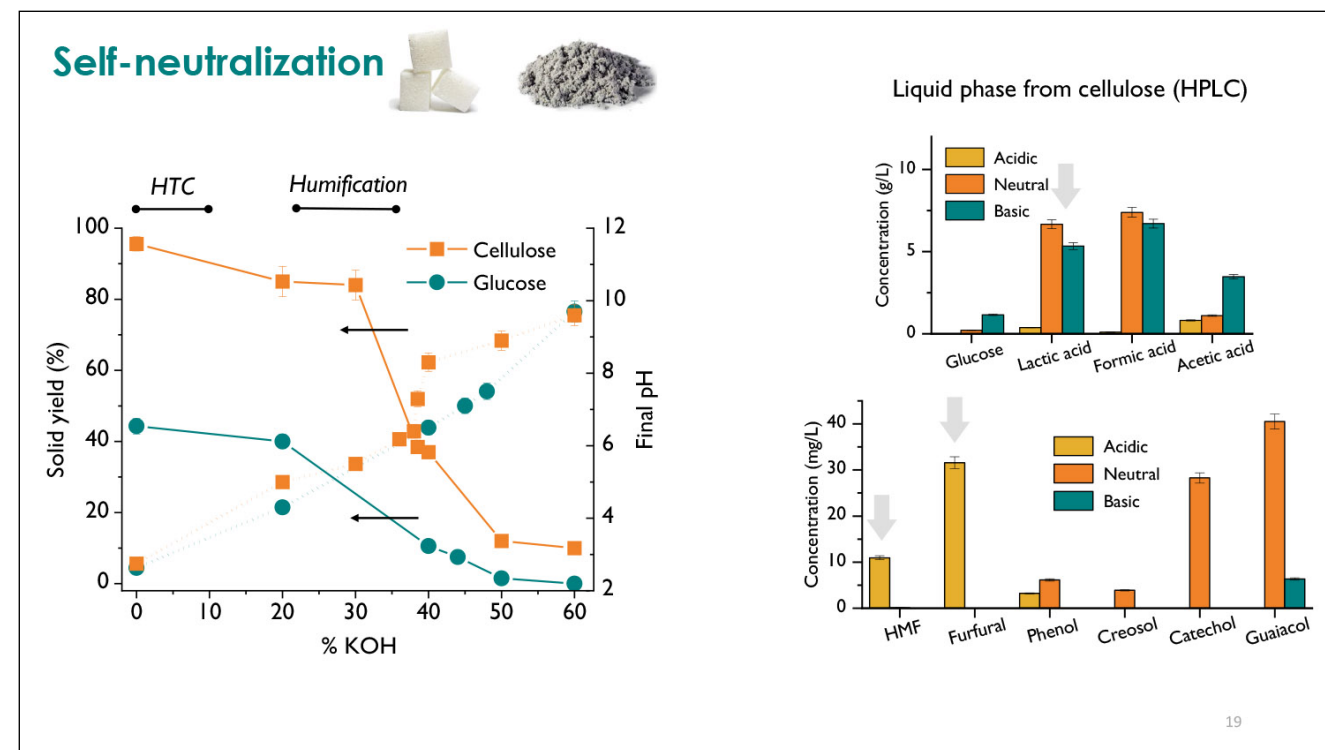 Self-neutralization
HTC
Humification
Cellulose
Glucose
100
80
60
40
20
0
Solid yield (%)
12
10
8
6
4
2
Final pH
0
10
20
30
40
50
60
% KOH
Liquid phase from cellulose (HPLC)
Acidic
Neutral
Basic
10
5
0
Concentration (g/L)
Glucose
Lactic acid
Formic acid
Acetic acid
Acidic
Neutral
Basic
40
30
20
10
0
Concentration (mg/L)
HMF
Furfural
Phenol
Creosol
Catechol
Guaiacol
19